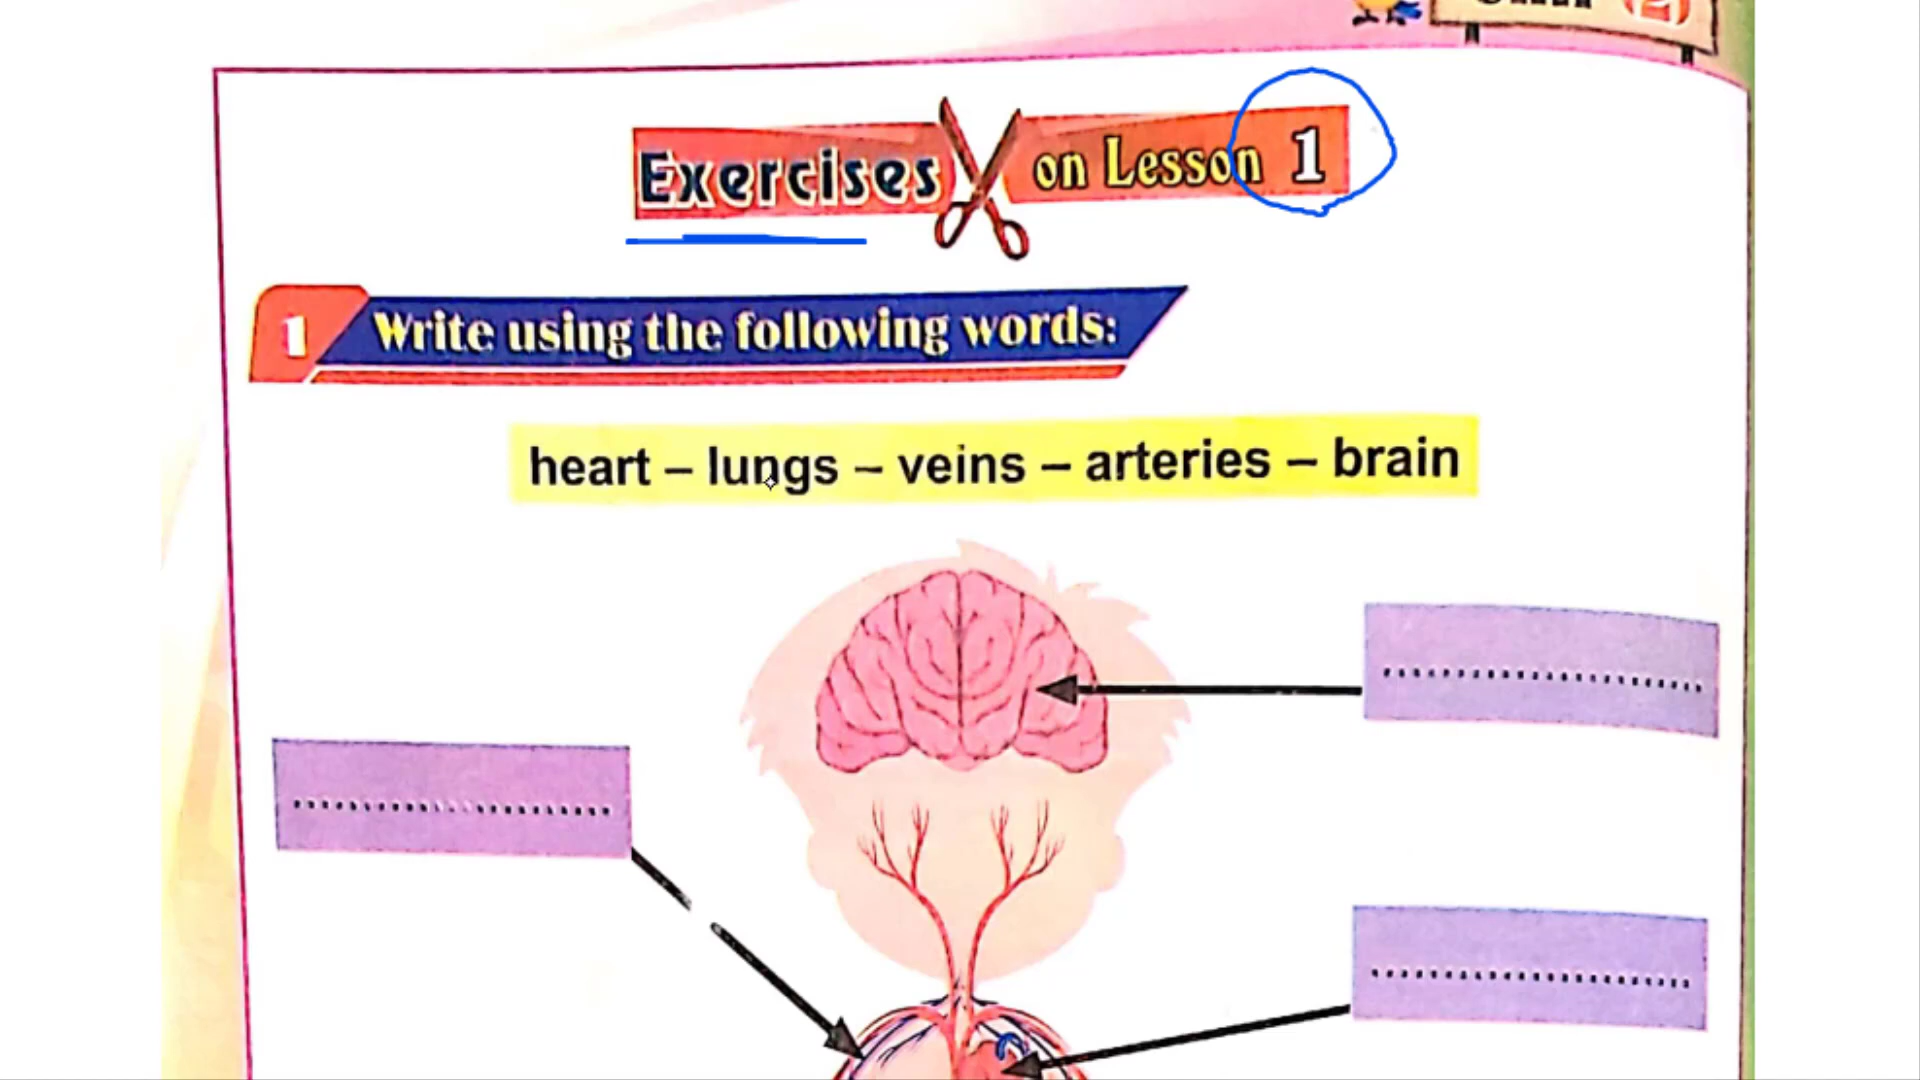 Exercises on Lesson 1
1 Write using the following words:
heart – lungs – veins – arteries – brain